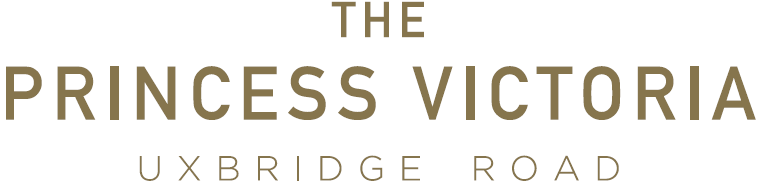 THE
PRINCESS VICTORIA
UXBRIDGE ROAD